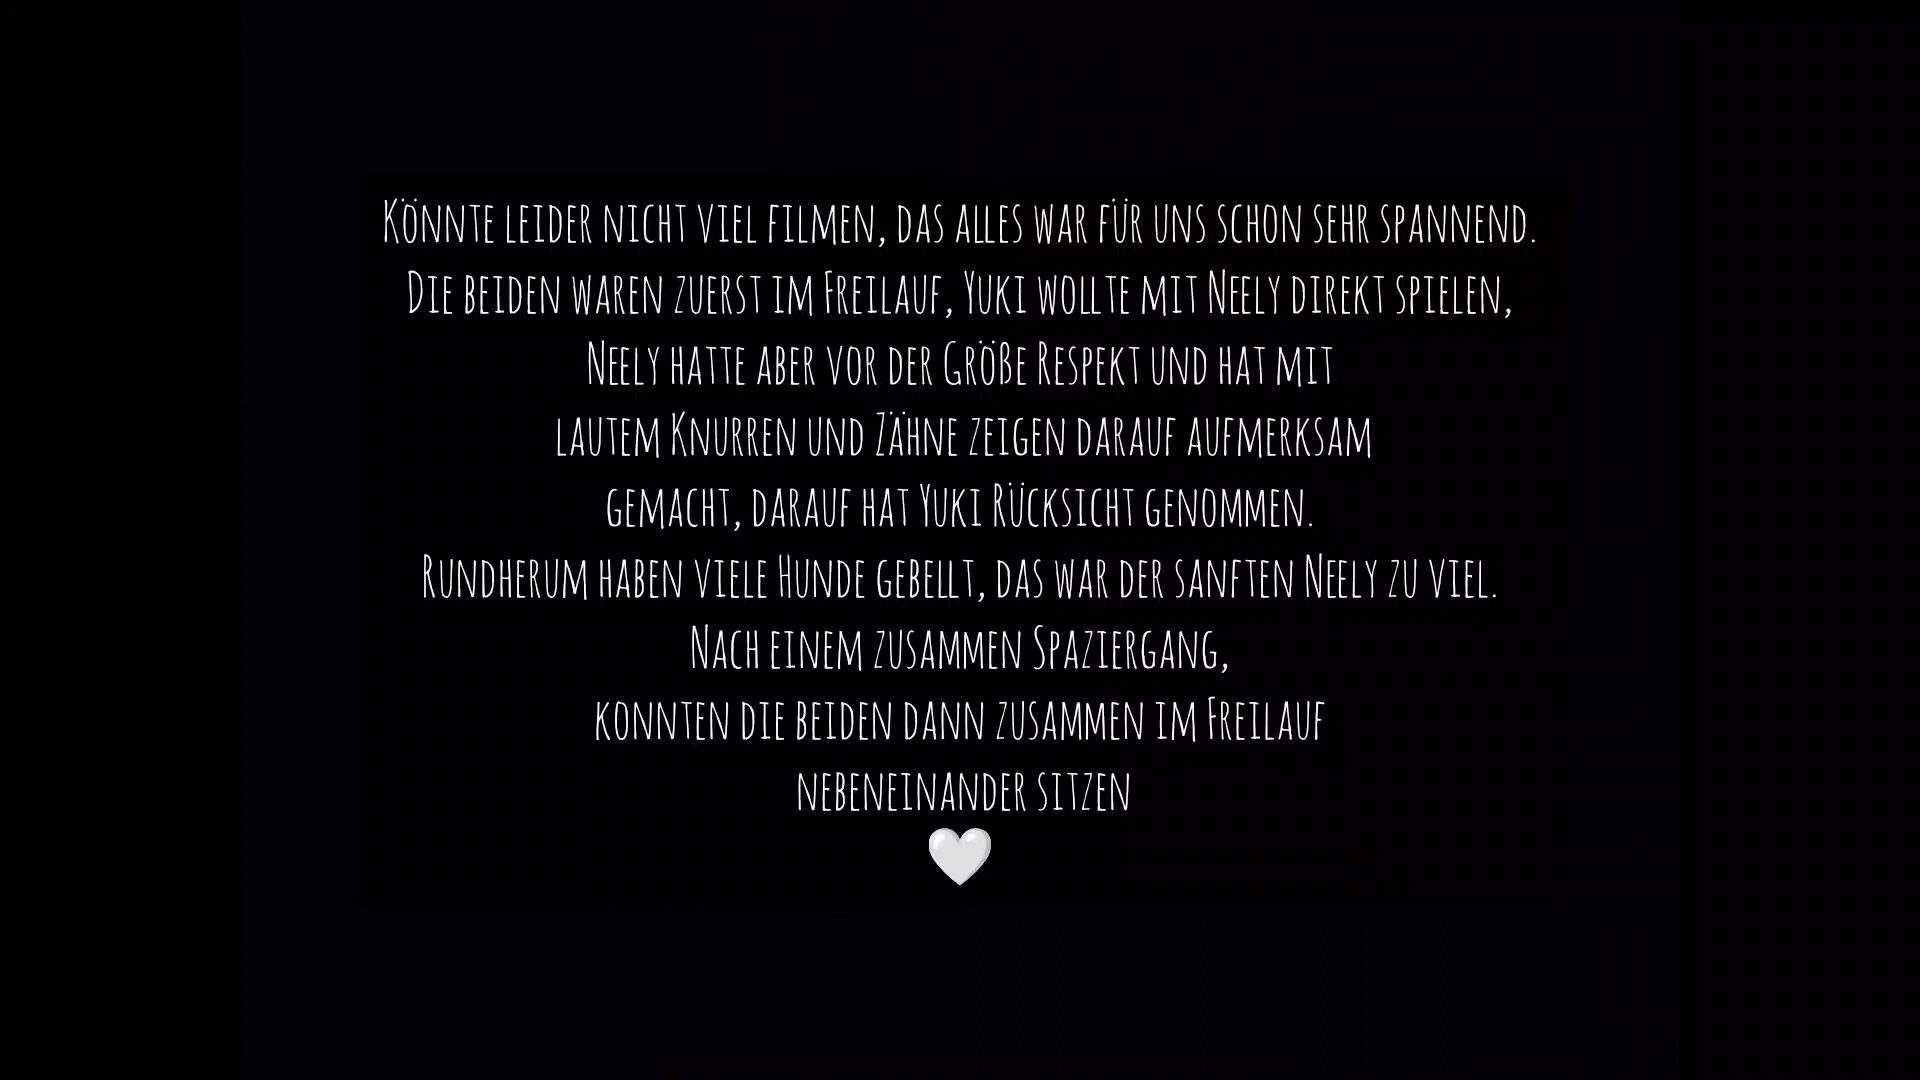 Könnte leider nicht viel filmen, das alles war für uns schon sehr spannend.
Die beiden waren zuerst im Freilauf, Yuki wollte mit Neely direkt spielen,
Neely hatte aber vor der Größe Respekt und hat mit
lautem Knurren und Zähne zeigen darauf aufmerksam
gemacht, darauf hat Yuki Rücksicht genommen.
Rundherum haben viele Hunde gebellt, das war der sanften Neely zu viel.
Nach einem zusammen Spaziergang,
konnten die beiden dann zusammen im Freilauf
nebeneinander sitzen
🤍